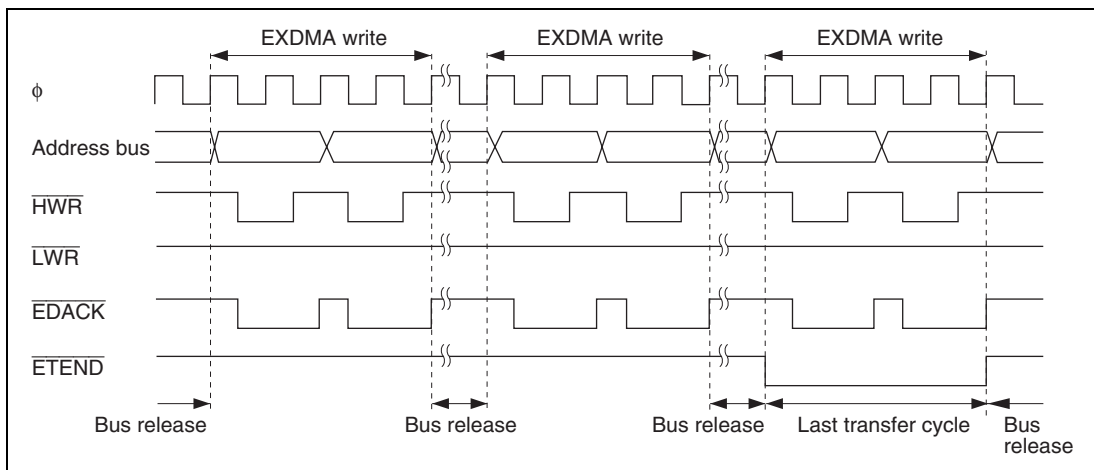 EXDMA write EXDMA write EXDMA write
ϕ
Address bus
HWR
LWR
EDACK
ETEND
Bus release Bus release Bus release Last transfer cycle Bus
release